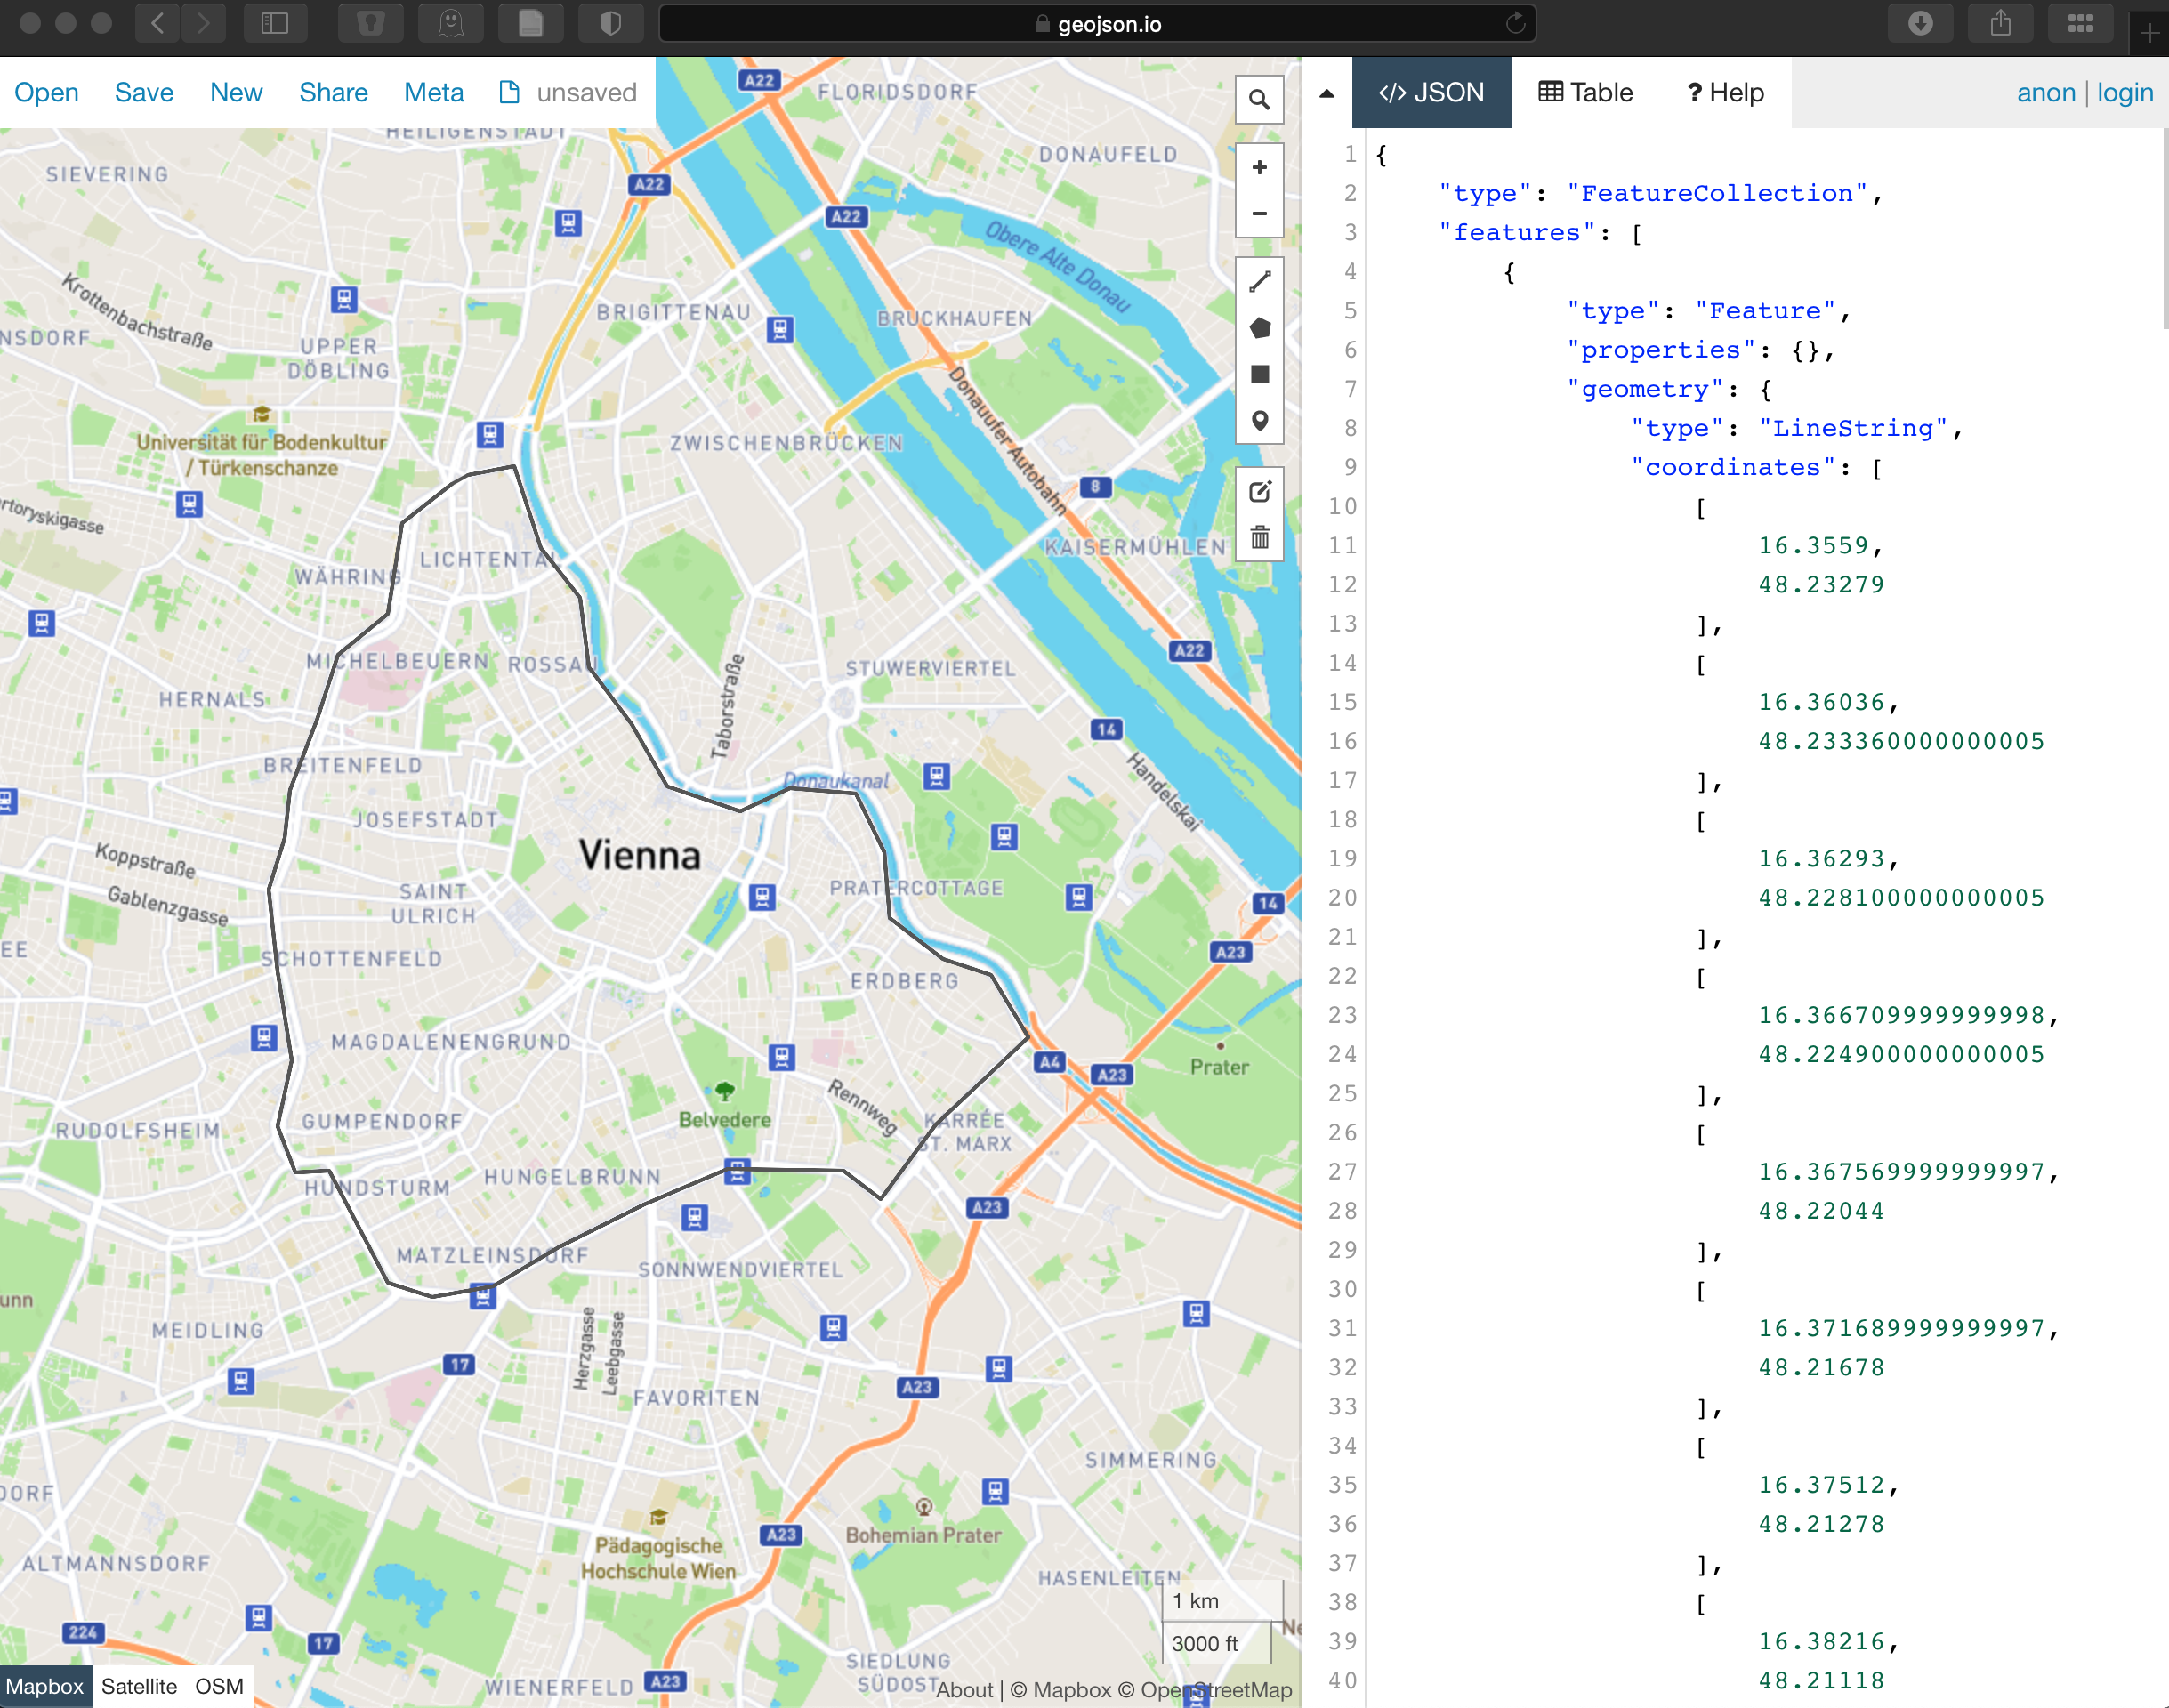 geojson.io
Open Save New Share Meta unsaved
JSON Table Help
anon | login
A22
FLORIDSDORF
HEILIGENSTADT
DONAUFELD
SIEVERING
A22
A22
Obere Alte Donau
Krottenbachstraße
BRIGITTENAU
BRUCKHAUFEN
NSDORF
UPPER
DÖBLING
Donauufer Autobahn
Universität für Bodenkultur
/ Türkenschanze
ZWISCHENBRÜCKEN
8
rtoryskigasse
LICHTENTAL
KAISERMÜHLEN
WÄHRING
MICHELBEUERN
ROSSAU
A22
STUWERVIERTEL
Taborstraße
HERNALS
14
BREITENFELD
Donaukanal
Handelskai
JOSEFSTADT
Koppstraße
Vienna
Gablenzgasse
SAINT
ULRICH
PRATERCOTTAGE
14
EE
SCHOTTENFELD
A23
ERDBERG
MAGDALENENGRUND
A4
A23
Prater
Rennweg
Belvedere
GUMPENDORF
RUDOLFSHEIM
KARRÉE
ST. MARX
HUNDSTURM
HUNGELBRUNN
A23
MATZLEINSDORF
SONNWENDVIERTEL
unn
MEIDLING
Herzgasse
Leebgasse
17
A23
FAVORITEN
SIMMERING
DORF
A23
Bohemian Prater
Pädagogische
Hochschule Wien
ALTMANNSDORF
HASENLEITEN
1 km
3000 ft
Ne
224
17
SIEDLUNG
SÜDOST
WIENERFELD
A23
Mapbox Satellite OSM
About | © Mapbox © OpenStreetMap
1 {
2 "type": "FeatureCollection",
3 "features": [
4 {
5 "type": "Feature",
6 "properties": {},
7 "geometry": {
8 "type": "LineString",
9 "coordinates": [
10 [
11 16.3559,
12 48.23279
13 ],
14 [
15 16.36036,
16 48.233360000000005
17 ],
18 [
19 16.36293,
20 48.228100000000005
21 ],
22 [
23 16.366709999999998,
24 48.224900000000005
25 ],
26 [
27 16.367569999999997,
28 48.22044
29 ],
30 [
31 16.371689999999997,
32 48.21678
33 ],
34 [
35 16.37512,
36 48.21278
37 ],
38 [
39 16.38216,
40 48.21118